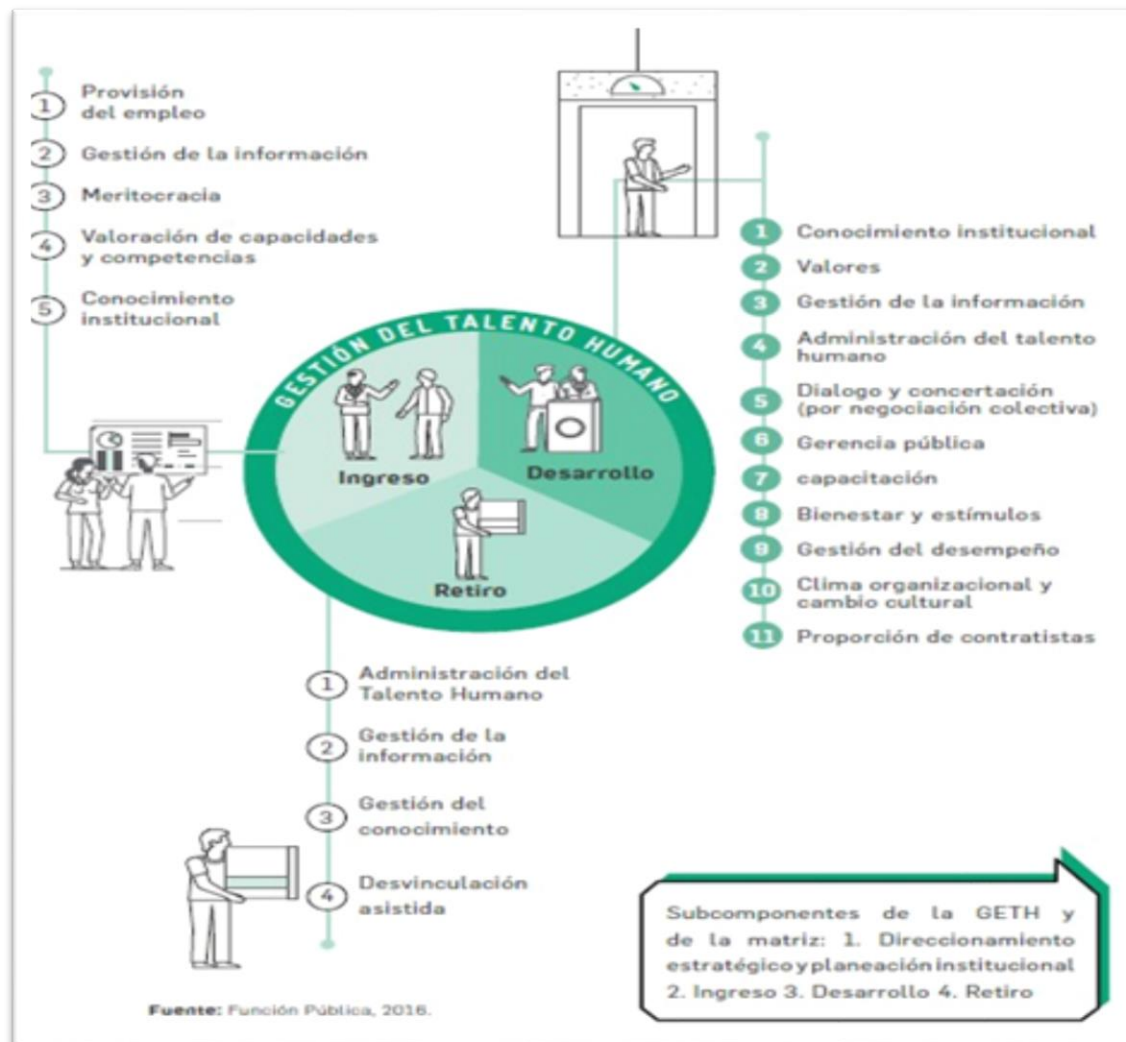 1 Provisión
del empleo
2 Gestión de la información
3 Meritocracia
4 Valoración de capacidades
y competencias
5 Conocimiento
institucional
GESTIÓN DEL TALENTO HUMANO
Ingreso
Desarrollo
Retiro
1 Conocimiento institucional
2 Valores
3 Gestión de la información
4 Administración del talento
humano
5 Dialogo y concertación
(por negociación colectiva)
6 Gerencia pública
7 capacitación
8 Bienestar y estímulos
9 Gestión del desempeño
10 Clima organizacional y
cambio cultural
11 Proporción de contratistas
1 Administración del
Talento Humano
2 Gestión de la
información
3 Gestión del
conocimiento
4 Desvinculación
asistida
Subcomponentes de la GETH y
de la matriz: 1. Direccionamiento
estratégico y planeación institucional
2. Ingreso 3. Desarrollo 4. Retiro
Fuente: Función Pública, 2016.